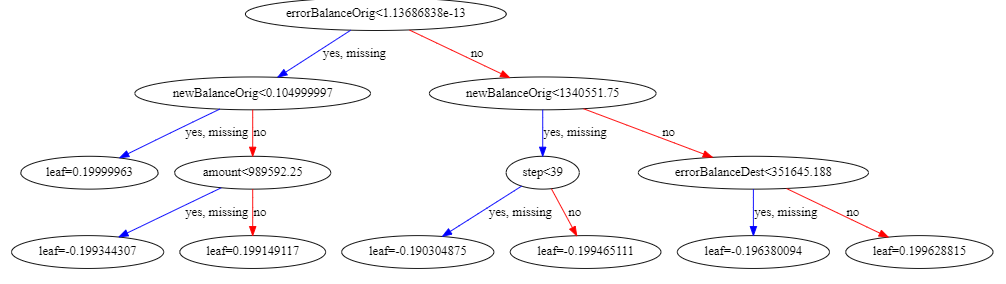 errorBalanceOrig<1.13686838e-13
yes, missing
no
newBalanceOrig<0.104999997
newBalanceOrig<1340551.75
yes, missing
no
yes, missing
no
leaf=0.19999963
amount<989592.25
step<39
errorBalanceDest<351645.188
yes, missing
no
yes, missing
no
yes, missing
no
leaf=-0.199344307
leaf=0.199149117
leaf=-0.190304875
leaf=-0.199465111
leaf=-0.196380094
leaf=0.199628815